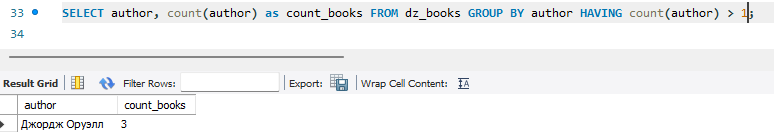 33 SELECT author, count(author) as count_books FROM dz_books GROUP BY author HAVING count(author) > 1;
34
Result Grid Filter Rows: Export: Wrap Cell Content:
author count_books
Джордж Оруэлл 3